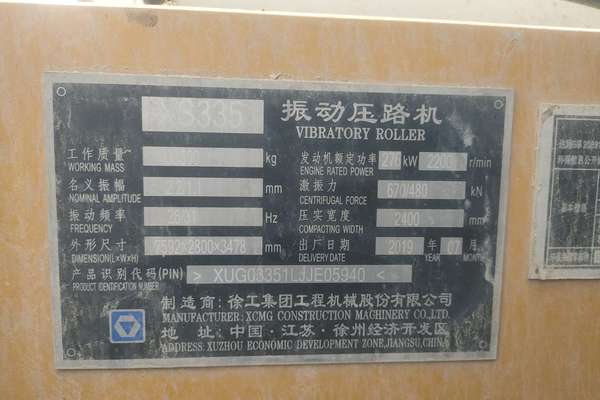 XS335 振动压路机
VIBRATORY ROLLER
工作质量 kg 发动机额定功率 276 kW 2200 r/min
WORKING MASS ENGINE RATED POWER
名义振幅 mm 激振力 670/480 kN
NOMINAL AMPLITUDE CENTRIFUGAL FORCE
振动频率 Hz 压实宽度 2400 mm
FREQUENCY COMPACTING WIDTH
外形尺寸 mm 出厂日期 2019 年 07 月
DIMENSION(L×W×H) DELIVERY DATE YEAR MONTH
产品识别代码(PIN) > XUG03351LJJE05940 <
PRODUCT IDENTIFICATION NUMBER
制造商:徐工集团工程机械股份有限公司
MANUFACTURER: XCMG CONSTRUCTION MACHINERY CO.,LTD
地 址:中国·江苏·徐州经济开发区
ADDRESS: XUZHOU ECONOMIC DEVELOPMENT ZONE,JIANGSU,CHINA